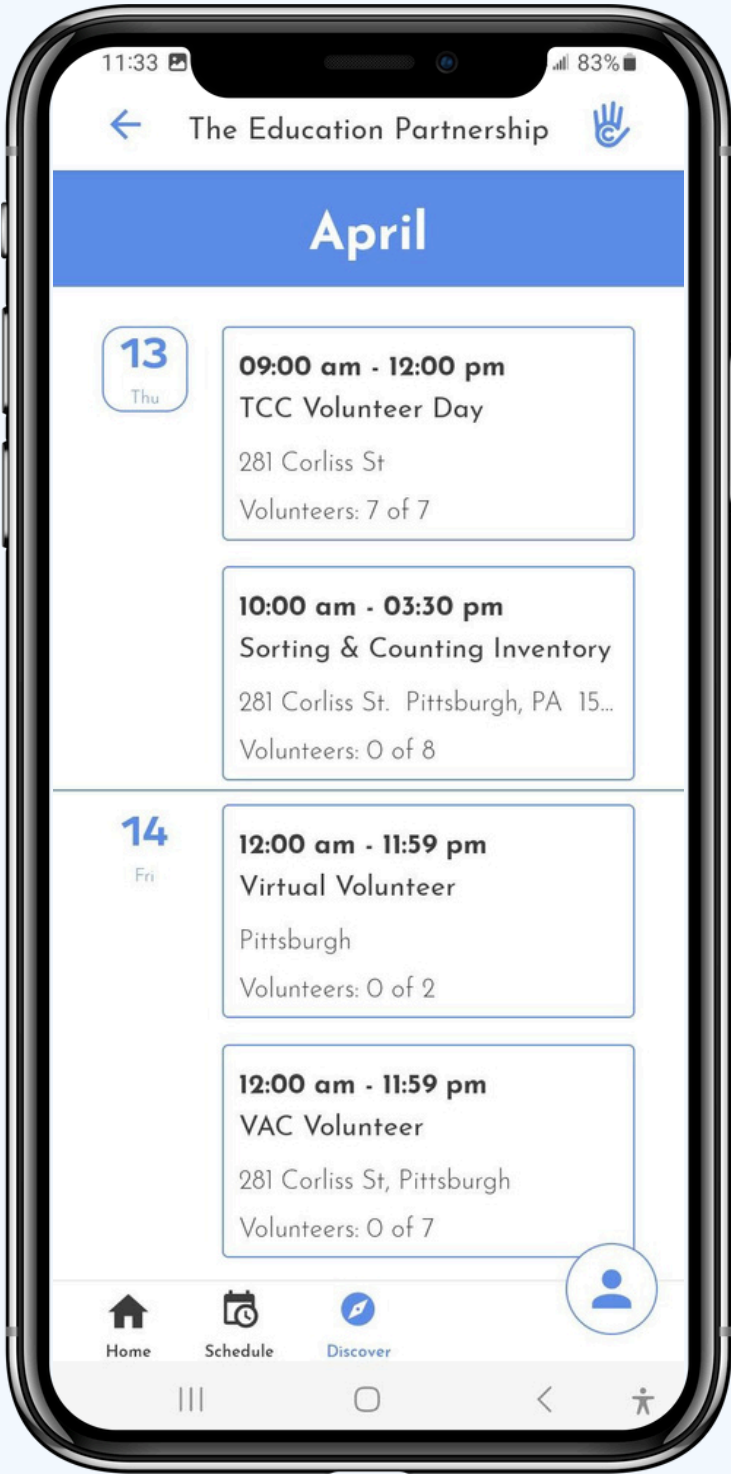 11:33 83%
The Education Partnership
C
April
13
Thu
09:00 am - 12:00 pm
TCC Volunteer Day
281 Corliss St
Volunteers: 7 of 7
10:00 am - 03:30 pm
Sorting & Counting Inventory
281 Corliss St. Pittsburgh, PA 15...
Volunteers: 0 of 8
14
Fri
12:00 am - 11:59 pm
Virtual Volunteer
Pittsburgh
Volunteers: 0 of 2
12:00 am - 11:59 pm
VAC Volunteer
281 Corliss St, Pittsburgh
Volunteers: 0 of 7
Home Schedule Discover